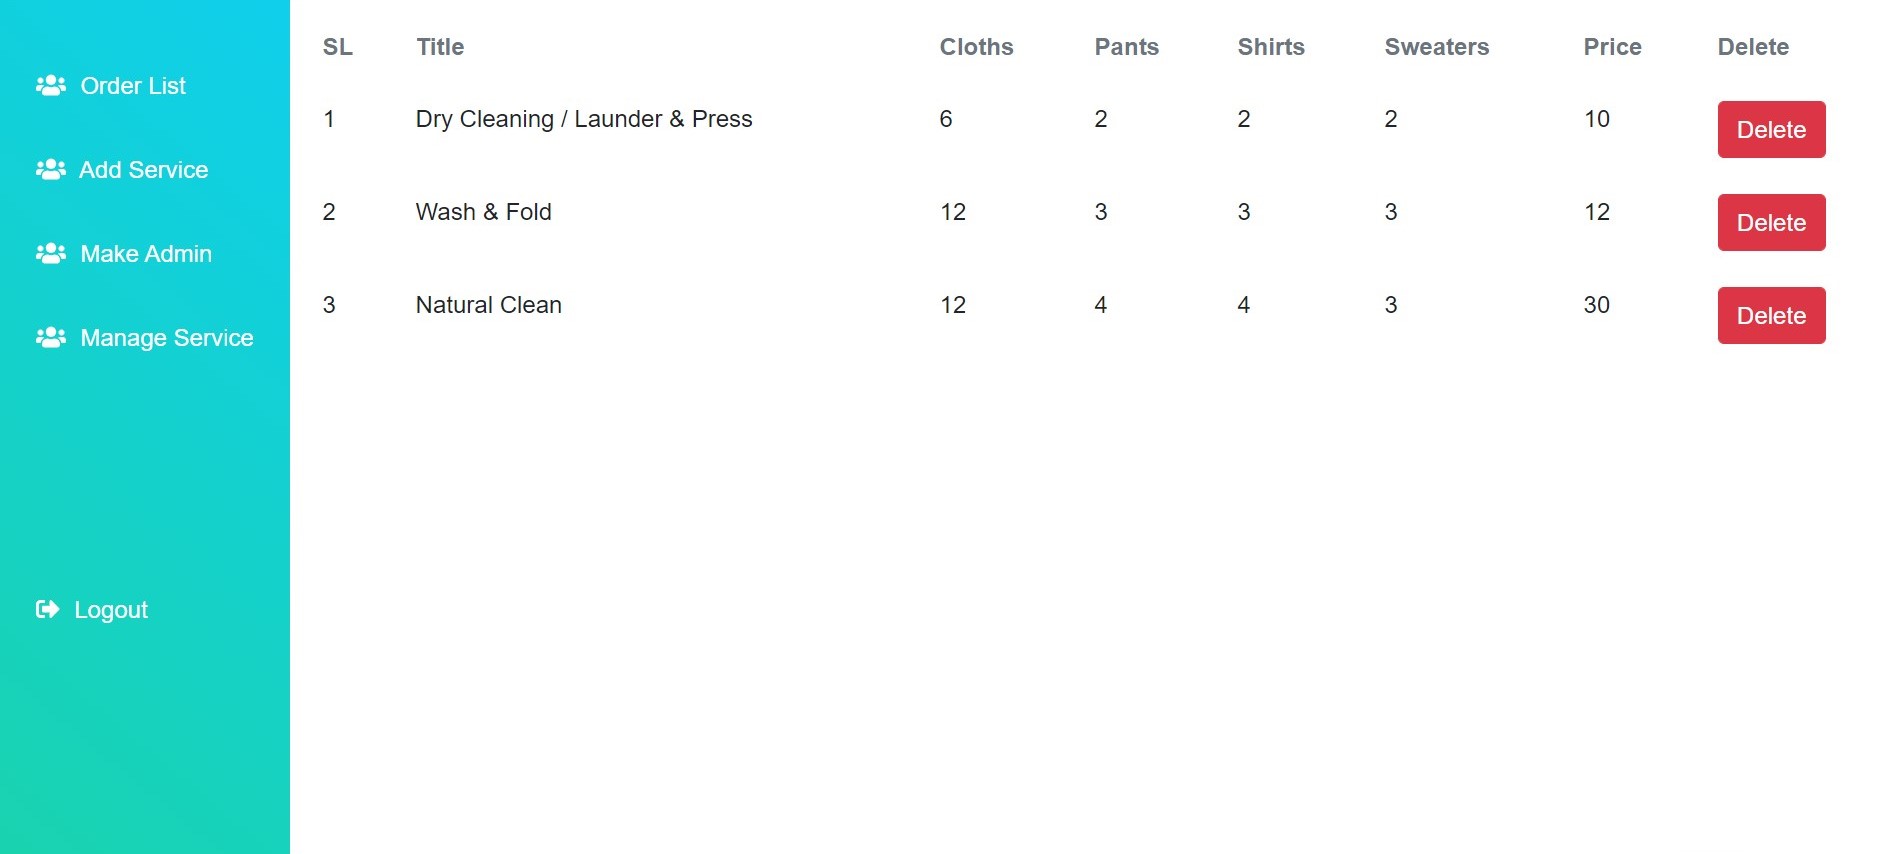 Order List
Add Service
Make Admin
Manage Service
Logout
SL Title Cloths Pants Shirts Sweaters Price Delete
1 Dry Cleaning / Launder & Press 6 2 2 2 10 Delete
2 Wash & Fold 12 3 3 3 12 Delete
3 Natural Clean 12 4 4 3 30 Delete